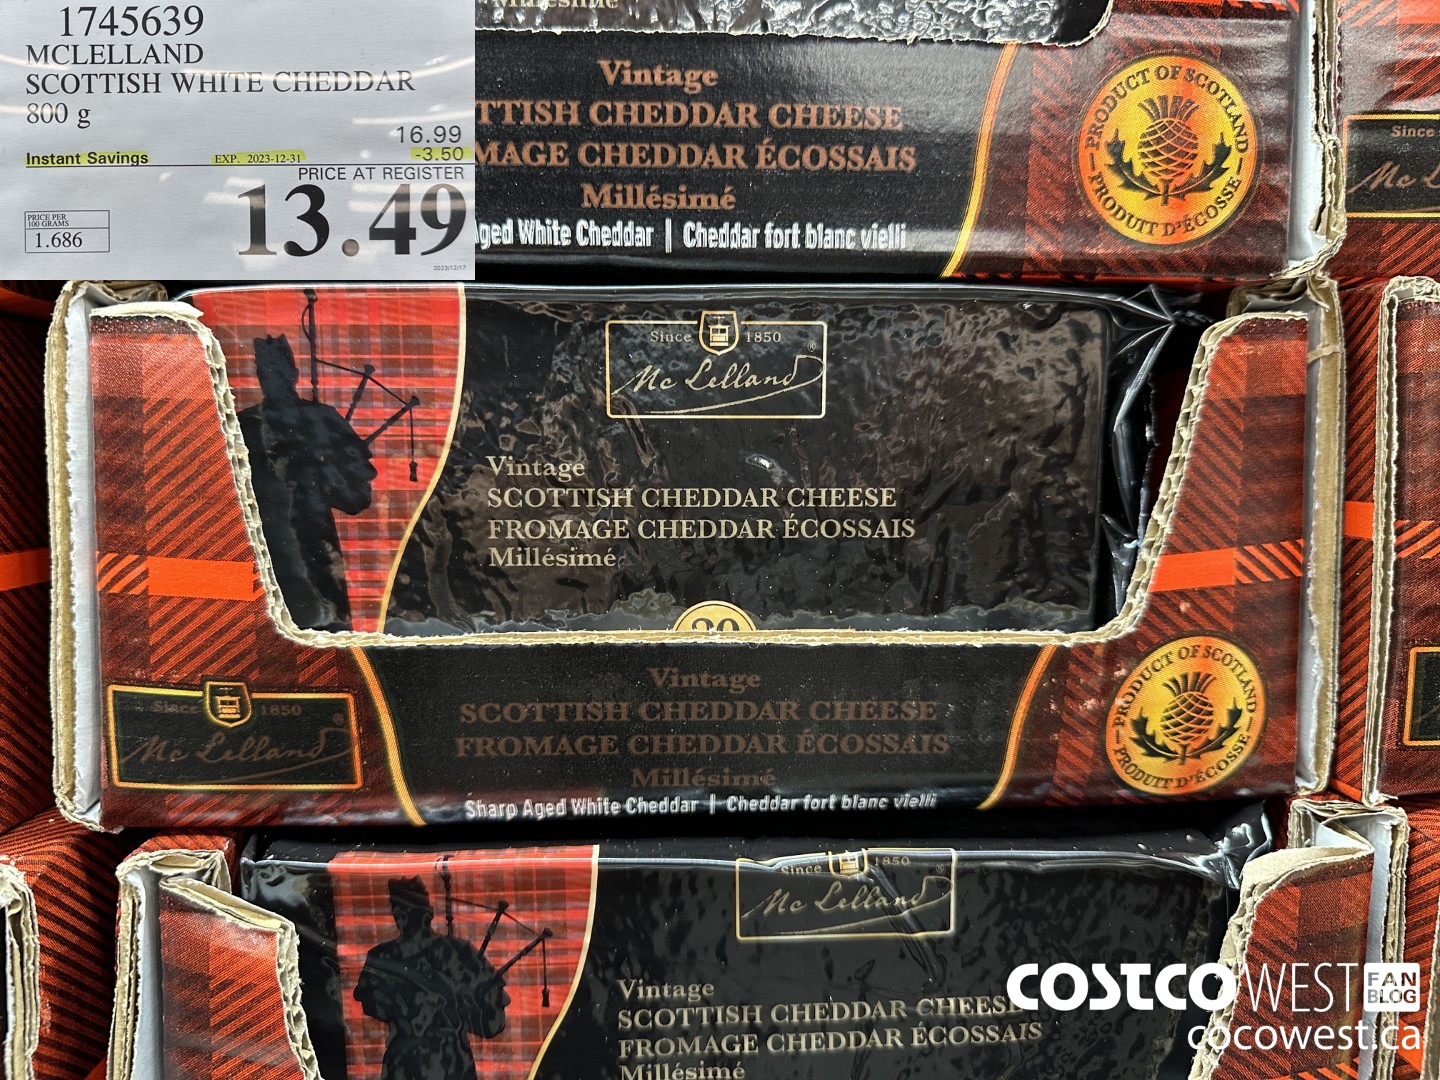 1745639
MCLELLAND
SCOTTISH WHITE CHEDDAR
800 g
16.99
Instant Savings EXP. 2023-12-31 -3.50
PRICE AT REGISTER
13.49
PRICE PER
100 GRAMS
1.686
2023/12/17
Millésimé
Vintage
TTISH CHEDDAR CHEESE
MAGE CHEDDAR ÉCOSSAIS
Millésimé
ged White Cheddar | Cheddar fort blanc vielli
PRODUCT OF SCOTLAND
PRODUIT D'ÉCOSSE
Since
Mc L
Since 1850
Mc Lelland ®
Vintage
SCOTTISH CHEDDAR CHEESE
FROMAGE CHEDDAR ÉCOSSAIS
Millésimé
Since 1850
Mc Lelland ®
Vintage
SCOTTISH CHEDDAR CHEESE
FROMAGE CHEDDAR ÉCOSSAIS
Millésimé
Sharp Aged White Cheddar | Cheddar fort blanc vielli
PRODUCT OF SCOTLAND
PRODUIT D'ÉCOSSE
Since 1850
Mc Lelland
Vintage
SCOTTISH CHEDDAR CHEESE
FROMAGE CHEDDAR ÉCOSSAIS
Millésimé
COSTCO WEST FAN BLOG
cocowest.ca